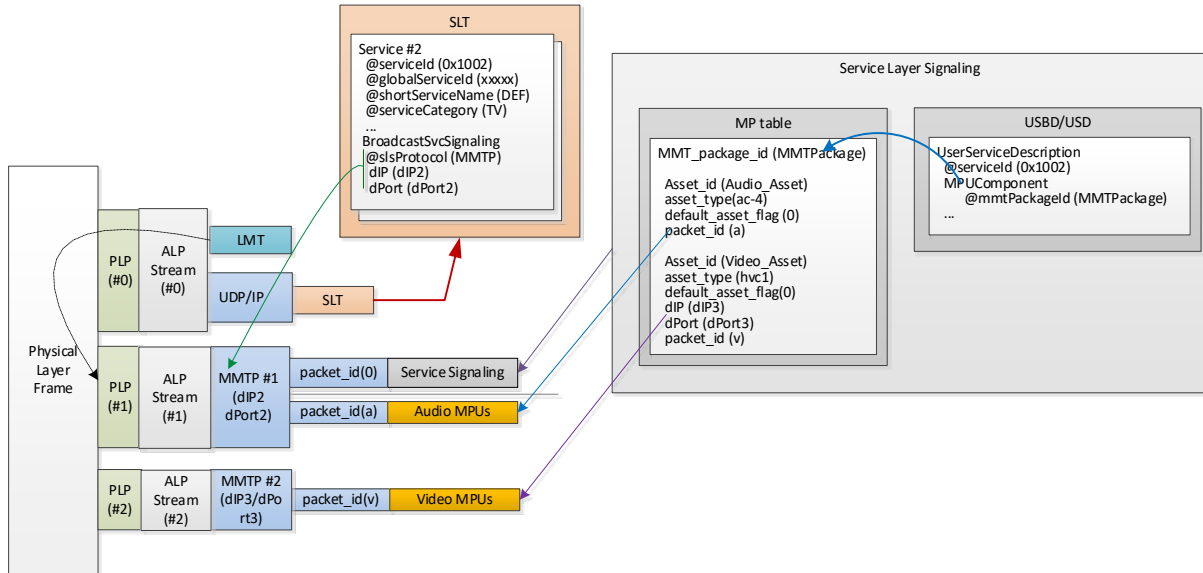 SLT
Service #2
@serviceId (0x1002)
@globalServiceId (xxxxx)
@shortServiceName (DEF)
@serviceCategory (TV)
...
BroadcastSvcSignaling
@slsProtocol (MMTP)
dIP (dIP2)
dPort (dPort2)
Service Layer Signaling
MP table
MMT_package_id (MMTPackage)
Asset_id (Audio_Asset)
asset_type(ac-4)
default_asset_flag (0)
packet_id (a)
Asset_id (Video_Asset)
asset_type (hvc1)
default_asset_flag(0)
dIP (dIP3)
dPort (dPort3)
packet_id (v)
USBD/USD
UserServiceDescription
@serviceId (0x1002)
MPUComponent
@mmtPackageId (MMTPackage)
...
Physical
Layer
Frame
PLP
(#0)
ALP
Stream
(#0)
LMT
UDP/IP
SLT
PLP
(#1)
ALP
Stream
(#1)
MMTP #1
(dIP2
dPort2)
packet_id(0)
Service Signaling
packet_id(a)
Audio MPUs
PLP
(#2)
ALP
Stream
(#2)
MMTP #2
(dIP3/dPo
rt3)
packet_id(v)
Video MPUs